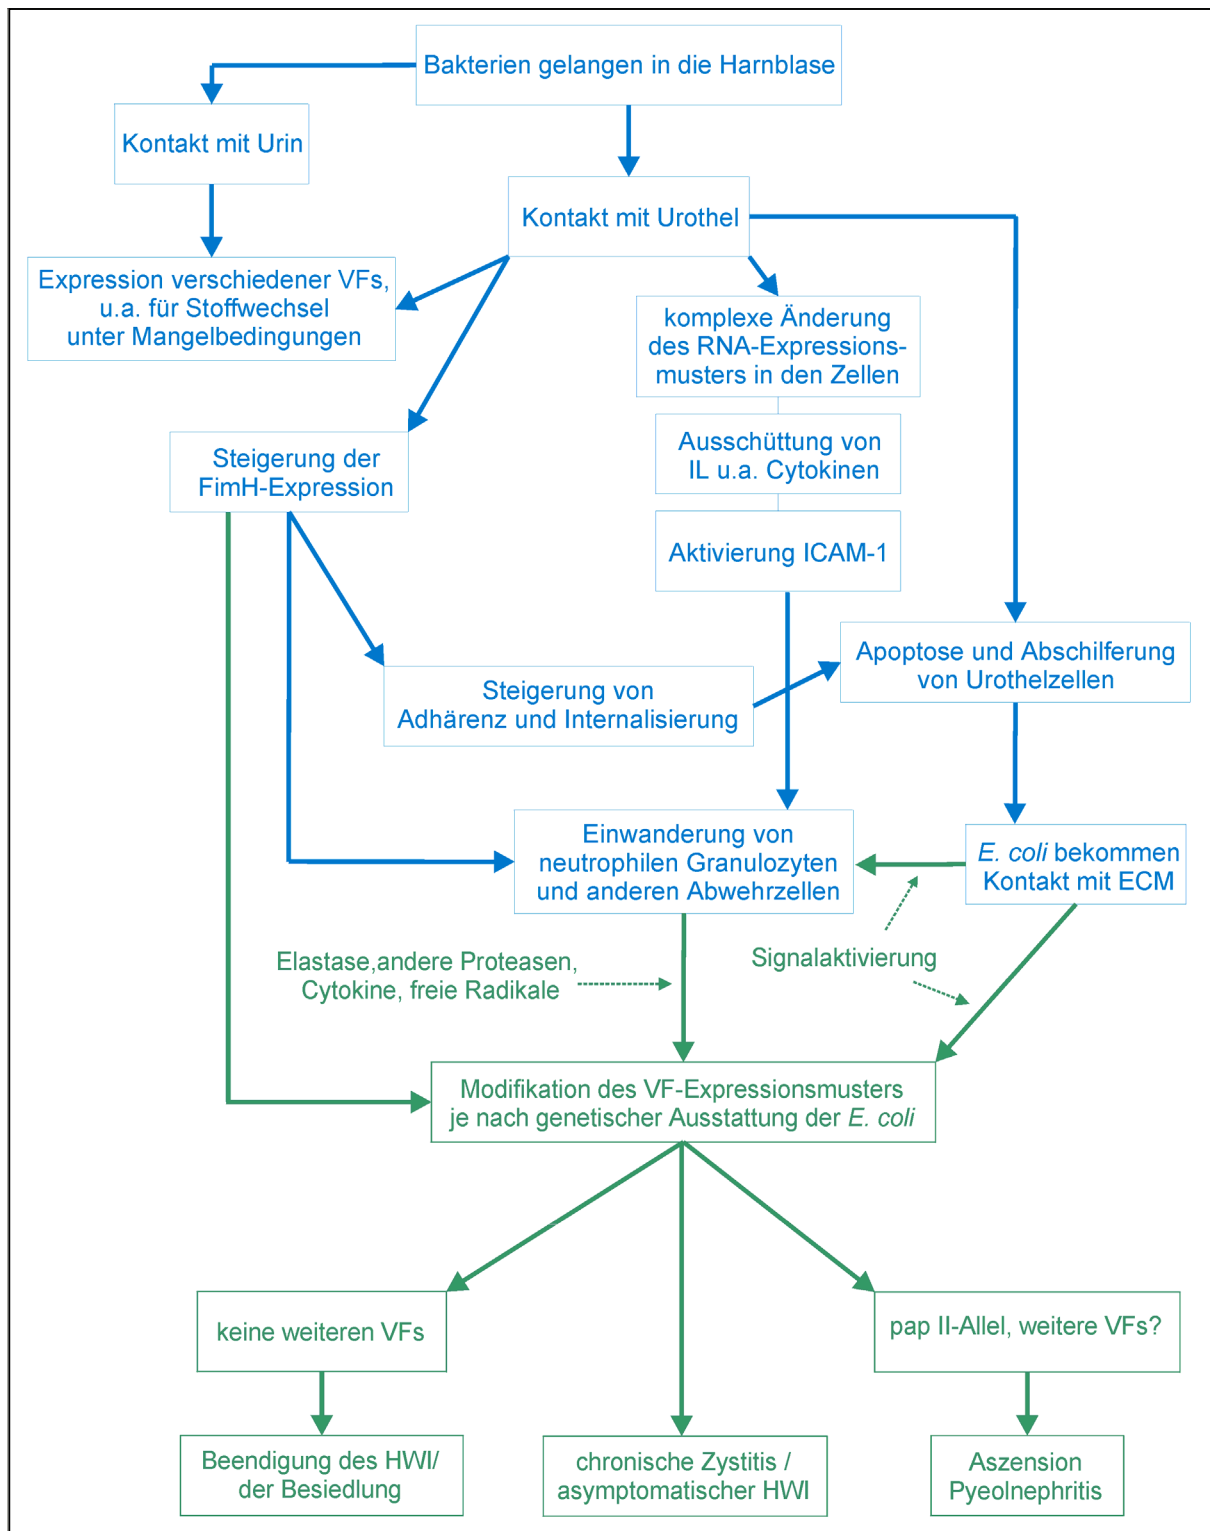 Bakterien gelangen in die Harnblase
Kontakt mit Urin
Kontakt mit Urothel
Expression verschiedener VFs,
u.a. für Stoffwechsel
unter Mangelbedingungen
komplexe Änderung
des RNA-Expressions-
musters in den Zellen
Steigerung der
FimH-Expression
Ausschüttung von
IL u.a. Cytokinen
Aktivierung ICAM-1
Apoptose und Abschilferung
von Urothelzellen
Steigerung von
Adhärenz und Internalisierung
Einwanderung von
neutrophilen Granulozyten
und anderen Abwehrzellen
E. coli bekommen
Kontakt mit ECM
Elastase,andere Proteasen,
Cytokine, freie Radikale
Signalaktivierung
Modifikation des VF-Expressionsmusters
je nach genetischer Ausstattung der E. coli
keine weiteren VFs
pap II-Allel, weitere VFs?
Beendigung des HWI/
der Besiedlung
chronische Zystitis /
asymptomatischer HWI
Aszension
Pyeolnephritis